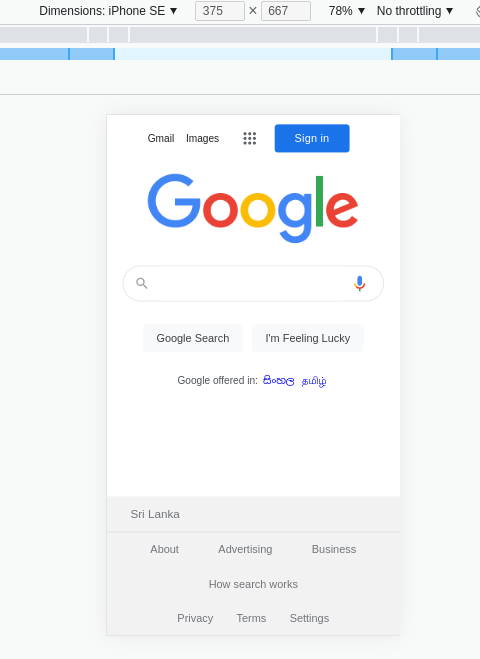 Dimensions: iPhone SE 375 × 667 78% No throttling
Gmail Images Sign in
Google
Google Search I'm Feeling Lucky
Google offered in: සිංහල தமிழ்
Sri Lanka
About Advertising Business
How search works
Privacy Terms Settings